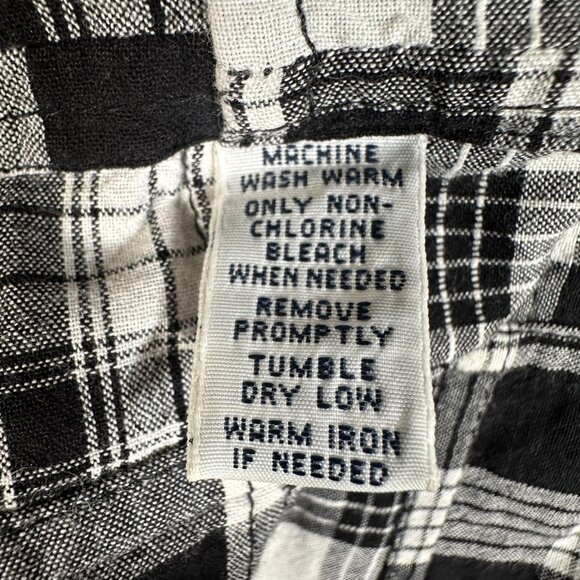 MACHINE
WASH WARM
ONLY NON-
CHLORINE
BLEACH
WHEN NEEDED
REMOVE
PROMPTLY
TUMBLE
DRY LOW
WARM IRON
IF NEEDED